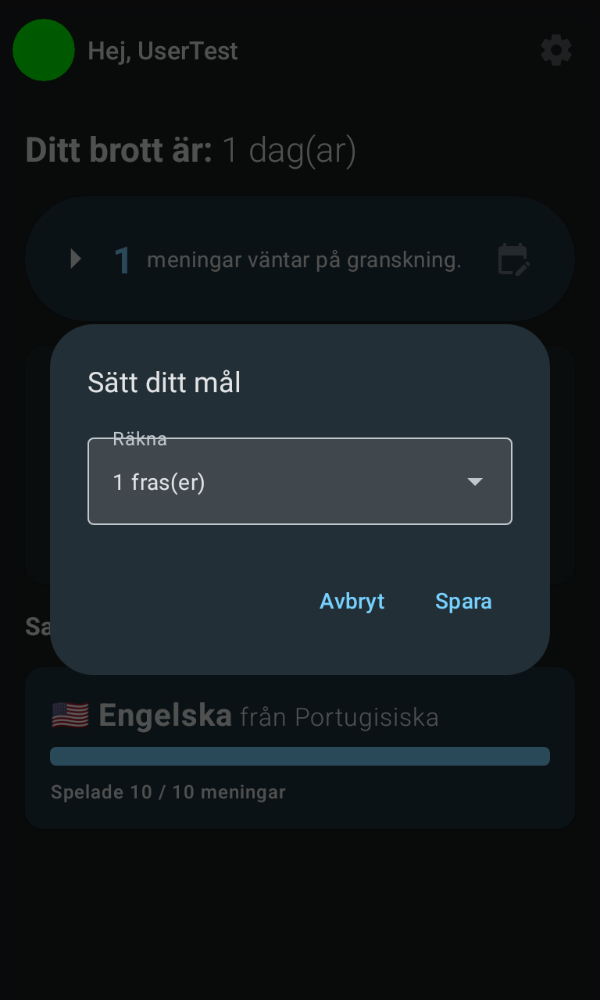 Hej, UserTest
Ditt brott är: 1 dag(ar)
1 meningar väntar på granskning.
Sätt ditt mål
Räkna
1 fras(er)
Avbryt Spara
Sa
Engelska från Portugisiska
Spelade 10 / 10 meningar